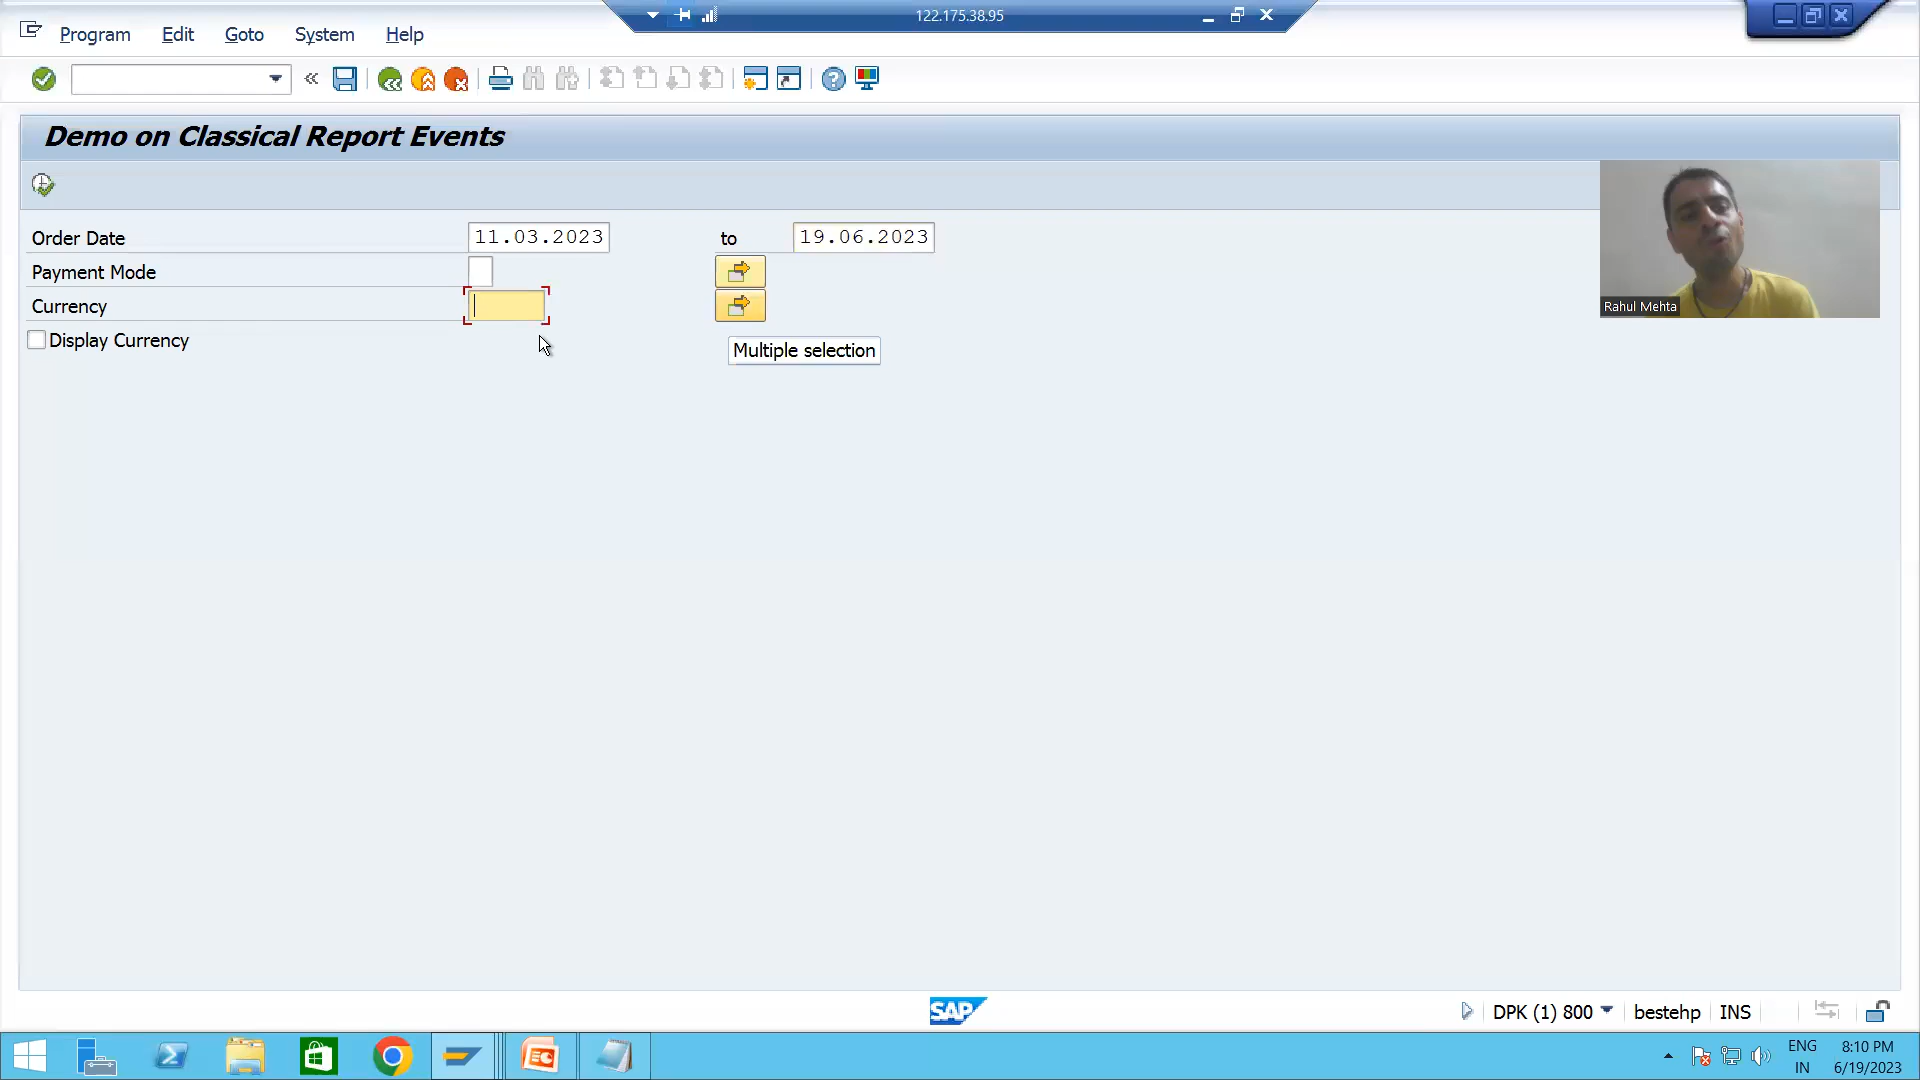 122.175.38.95
Program Edit Goto System Help
Demo on Classical Report Events
Order Date 11.03.2023 to 19.06.2023
Payment Mode
Currency
Display Currency
Multiple selection
Rahul Mehta
SAP
DPK (1) 800 bestehp INS
ENG 8:10 PM
IN 6/19/2023